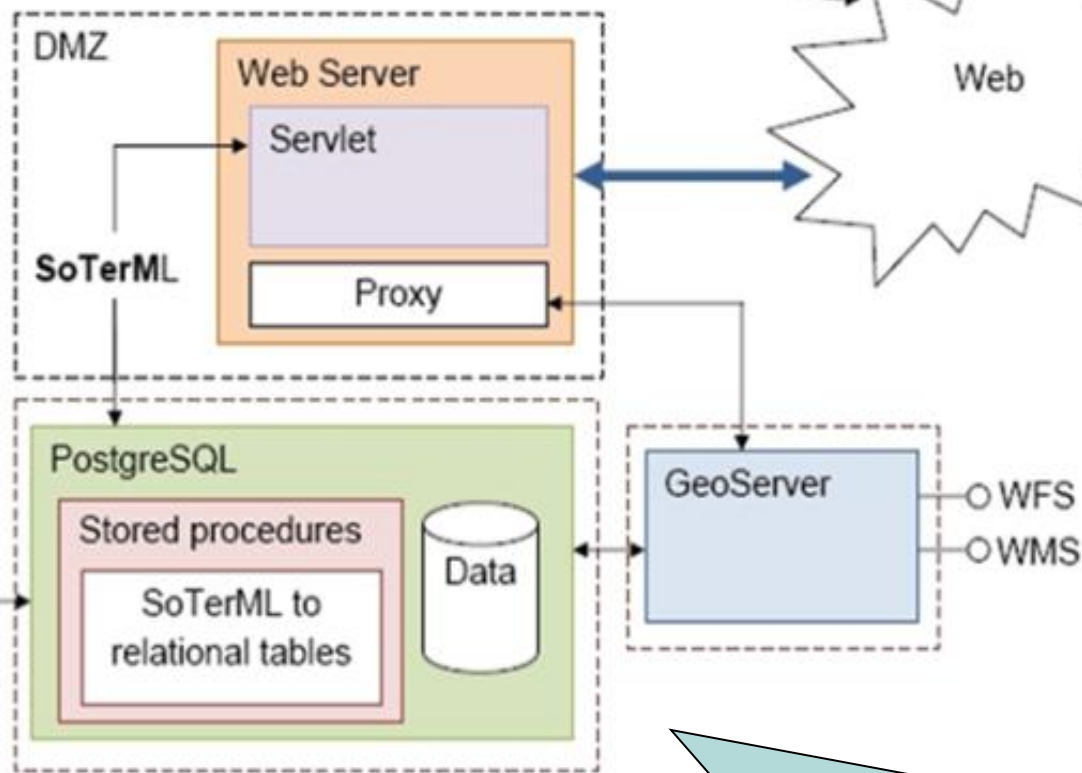 DMZ
Web Server
Servlet
Web
SoTerML
Proxy
PostgreSQL
GeoServer
WFS
WMS
Stored procedures
Data
SoTerML to
relational tables